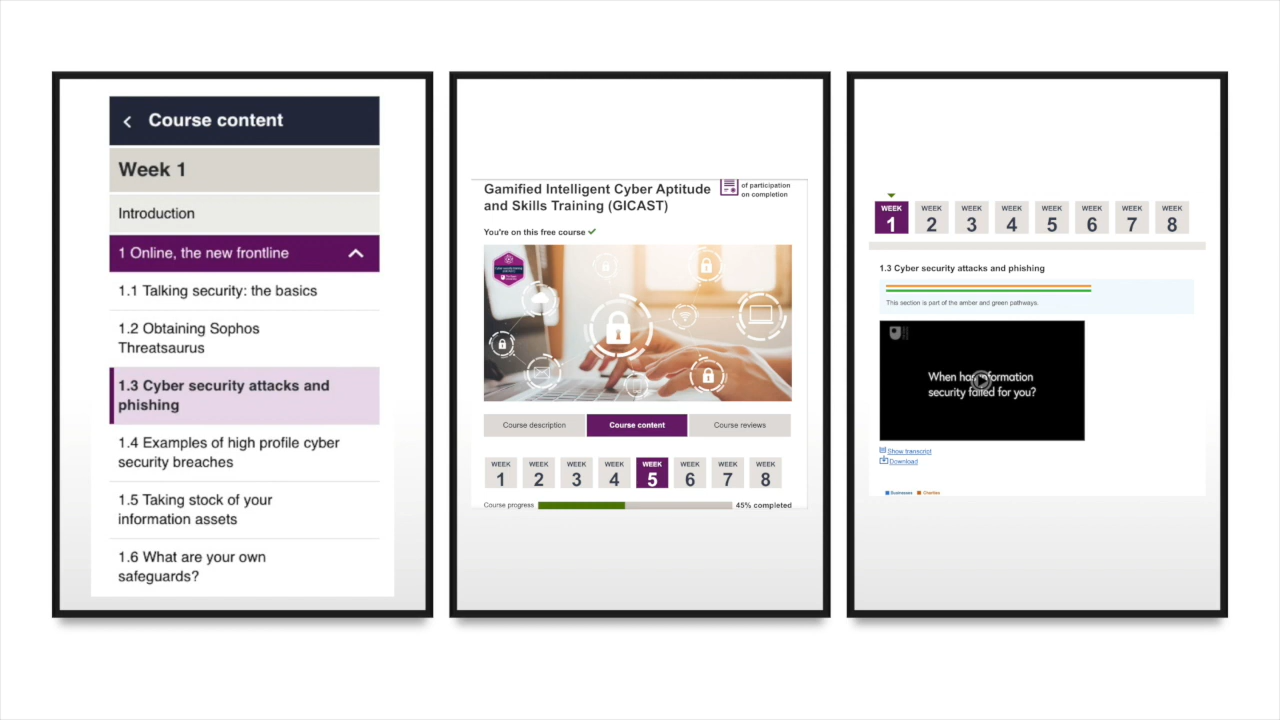 Course content
Week 1
Introduction
1 Online, the new frontline
1.1 Talking security: the basics
1.2 Obtaining Sophos
Threatsaurus
1.3 Cyber security attacks and
phishing
1.4 Examples of high profile cyber
security breaches
1.5 Taking stock of your
information assets
1.6 What are your own
safeguards?
Gamified Intelligent Cyber Aptitude
and Skills Training (GICAST)
of participation
on completion
You're on this free course
Course description
Course content
Course reviews
WEEK WEEK WEEK WEEK WEEK WEEK WEEK WEEK
1 2 3 4 5 6 7 8
Course progress
45% completed
WEEK WEEK WEEK WEEK WEEK WEEK WEEK WEEK
1 2 3 4 5 6 7 8
1.3 Cyber security attacks and phishing
This section is part of the amber and green pathways.
When has information
security failed for you?
Show transcript
Download
Businesses Charities